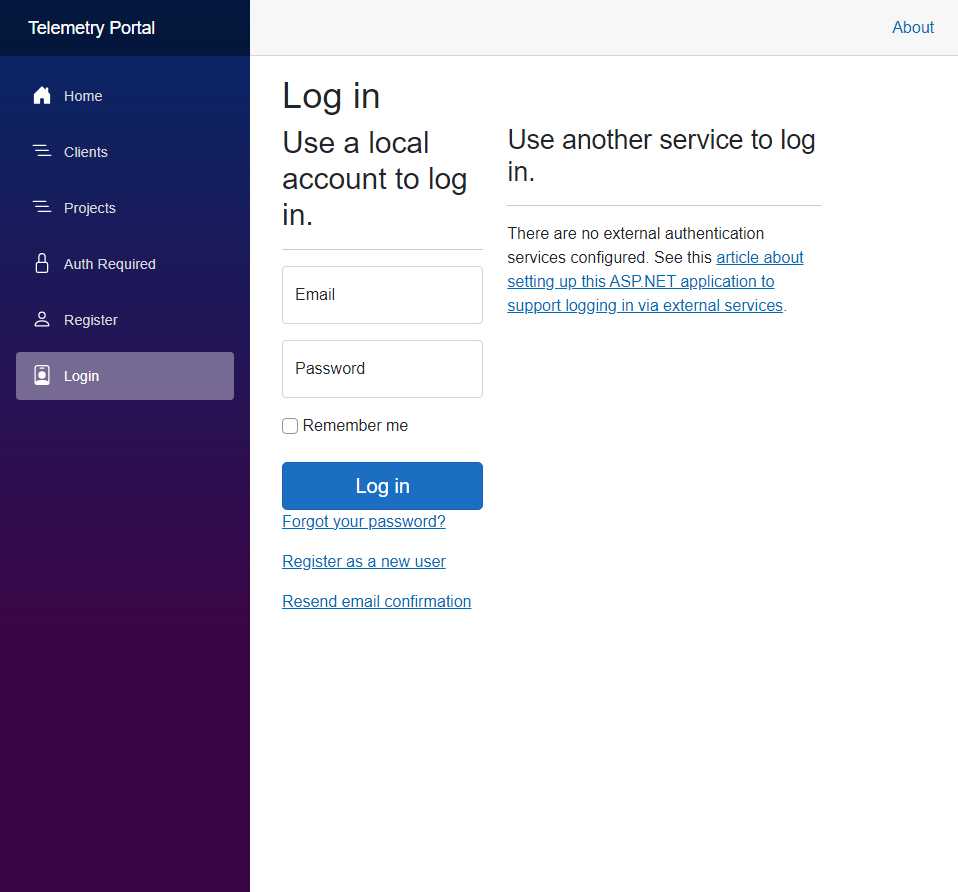 Telemetry Portal
About
Home
Clients
Projects
Auth Required
Register
Login
Log in
Use a local
account to log
in.
Email
Password
Remember me
Log in
Forgot your password?
Register as a new user
Resend email confirmation
Use another service to log
in.
There are no external authentication
services configured. See this article about
setting up this ASP.NET application to
support logging in via external services.